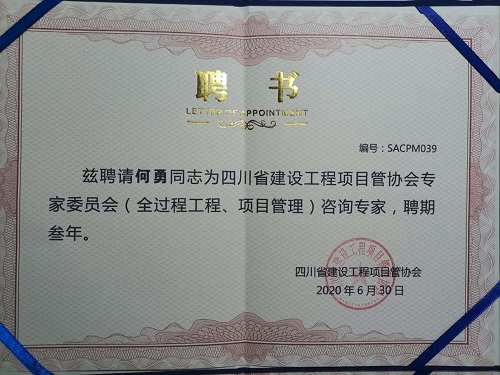 聘 书
LETTER OF APPOINTMENT
编号：SACPM039
兹聘请何勇同志为四川省建设工程项目管协会专
家委员会（全过程工程、项目管理）咨询专家，聘期
叁年。
四川省建设工程项目管协会
2020年6月30日